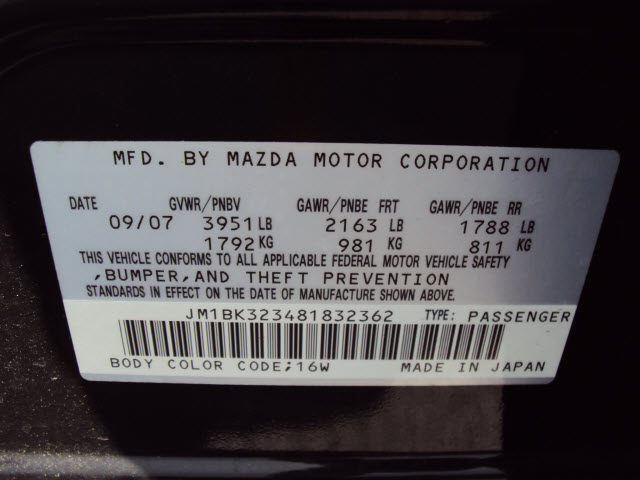 MFD. BY MAZDA MOTOR CORPORATION
DATE GVWR/PNBV GAWR/PNBE FRT GAWR/PNBE RR
09/07 3951 LB 2163 LB 1788 LB
1792 KG 981 KG 811 KG
THIS VEHICLE CONFORMS TO ALL APPLICABLE FEDERAL MOTOR VEHICLE SAFETY
,BUMPER,AND THEFT PREVENTION
STANDARDS IN EFFECT ON THE DATE OF MANUFACTURE SHOWN ABOVE.
JM1BK323481832362 TYPE: PASSENGER
BODY COLOR CODE;16W MADE IN JAPAN